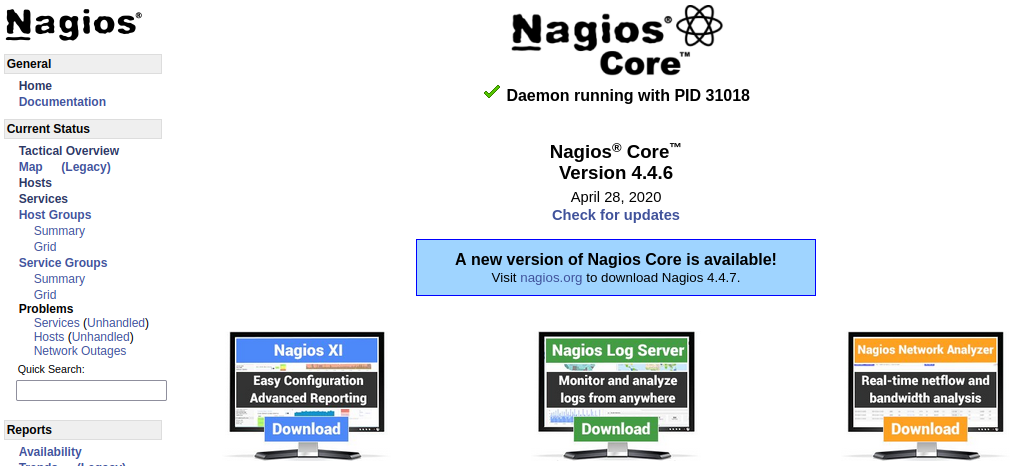 Nagios®
General
Home
Documentation
Current Status
Tactical Overview
Map (Legacy)
Hosts
Services
Host Groups
Summary
Grid
Service Groups
Summary
Grid
Problems
Services (Unhandled)
Hosts (Unhandled)
Network Outages
Quick Search:
Reports
Availability
Trends (Legacy)
Nagios®
Core™
Daemon running with PID 31018
Nagios® Core™
Version 4.4.6
April 28, 2020
Check for updates
A new version of Nagios Core is available!
Visit nagios.org to download Nagios 4.4.7.
Nagios XI
Easy Configuration
Advanced Reporting
Download
Nagios Log Server
Monitor and analyze
logs from anywhere
Download
Nagios Network Analyzer
Real-time netflow and
bandwidth analysis
Download